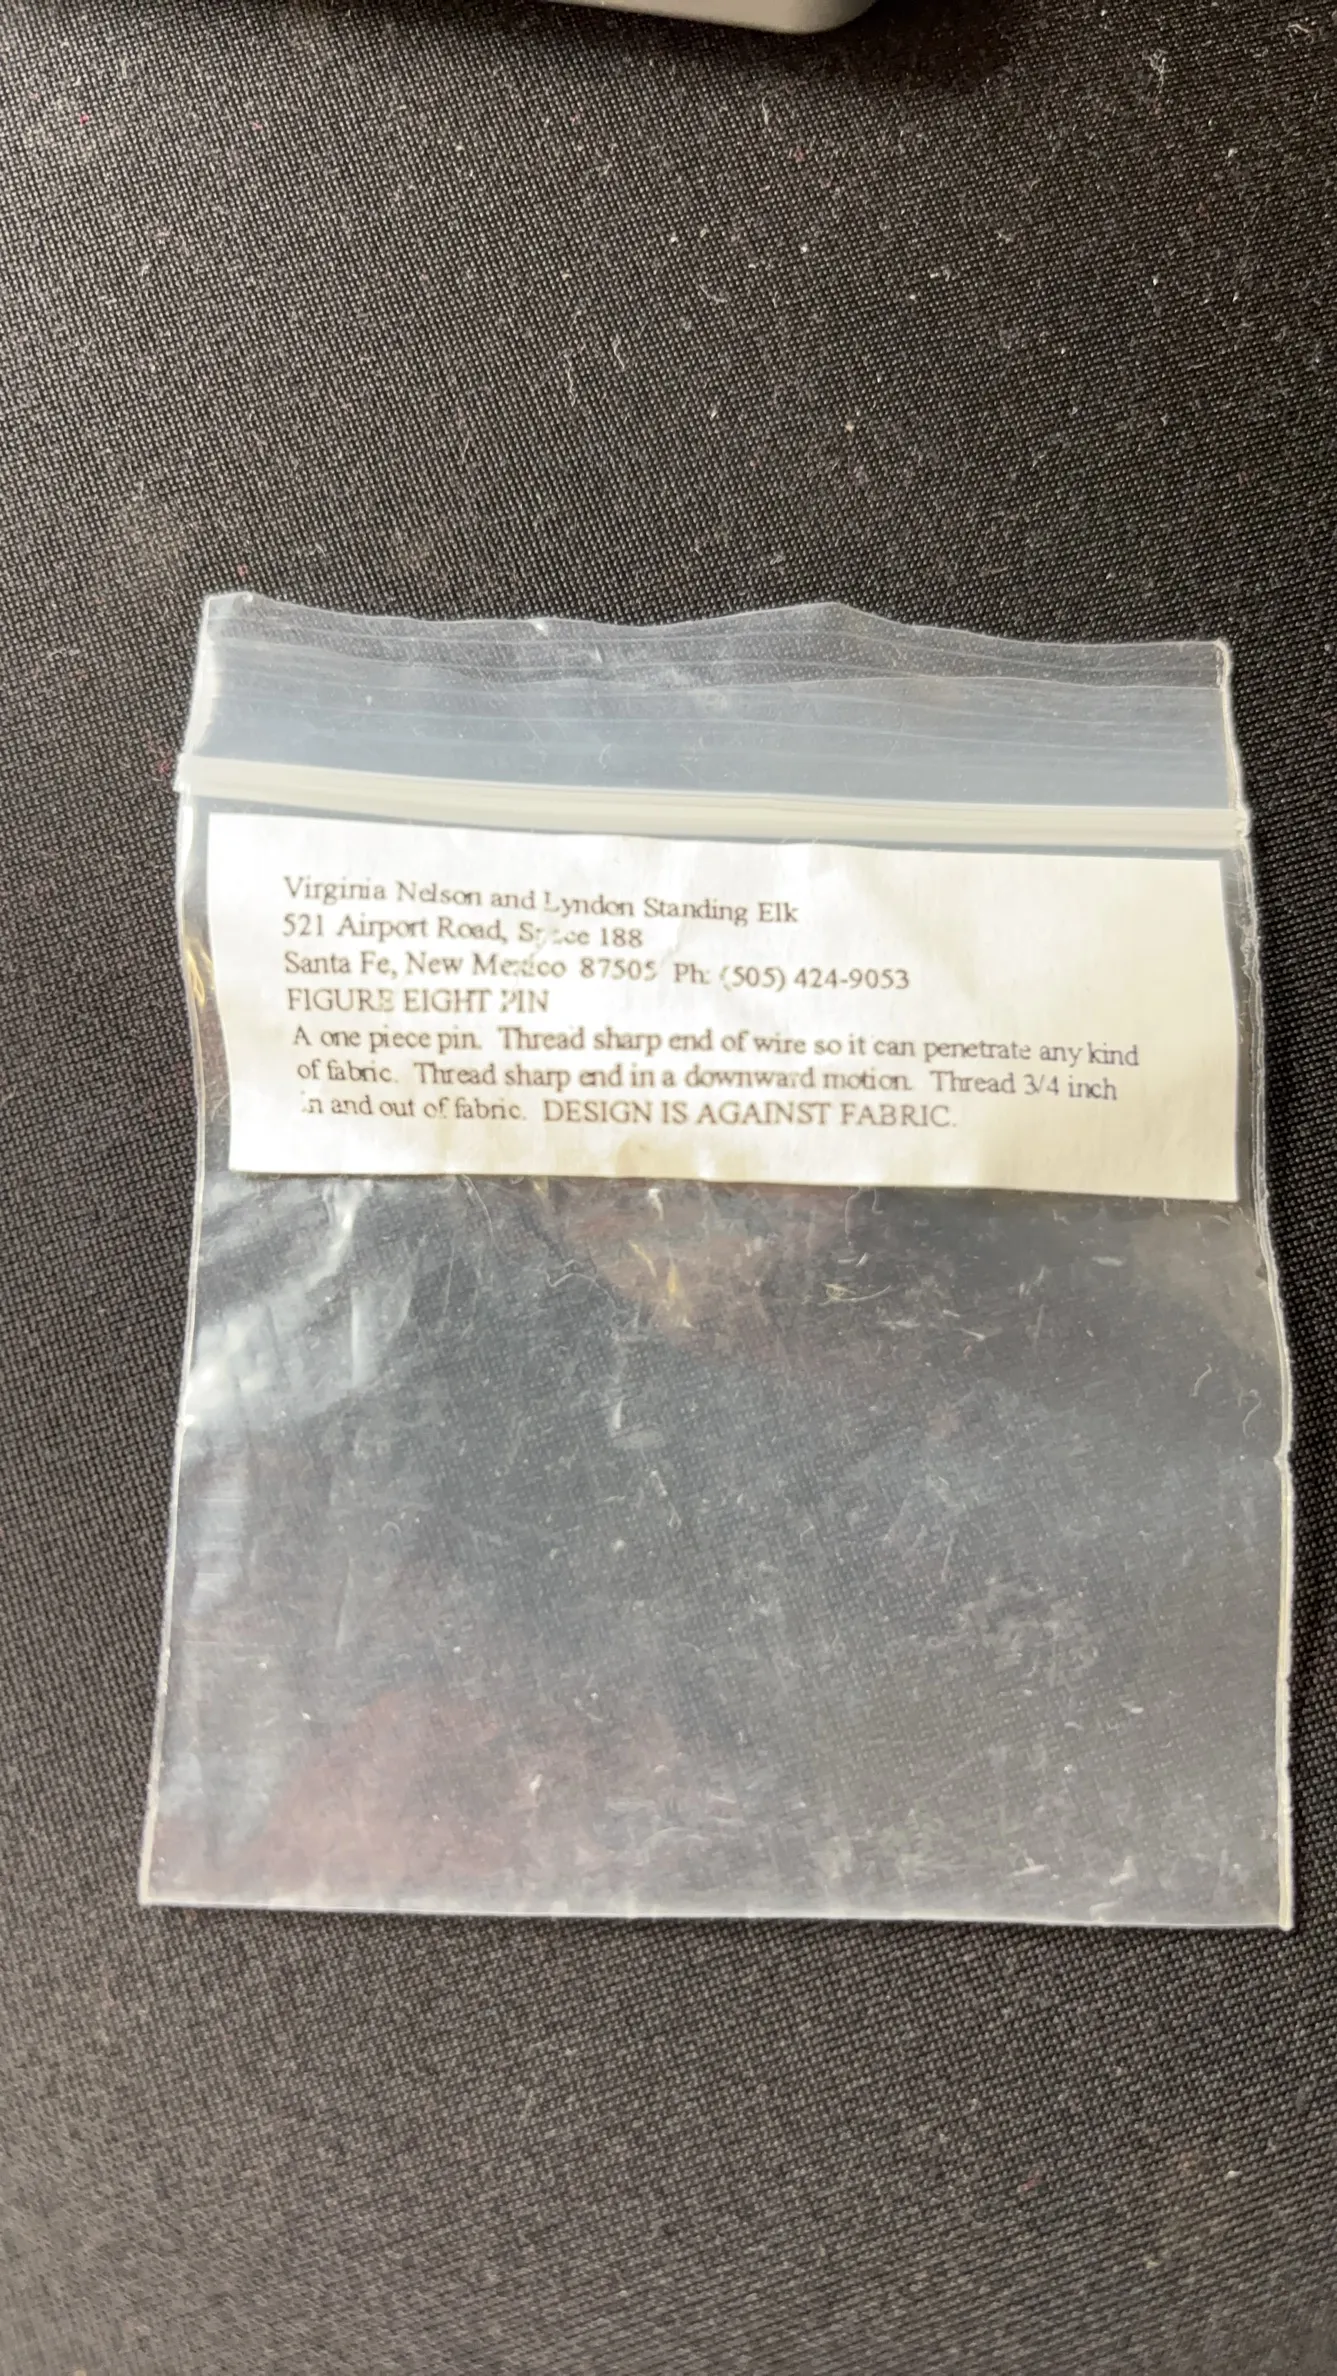 Virginia Nelson and Lyndon Standing Elk
521 Airport Road, Space 188
Santa Fe, New Mexico 87505 Ph: (505) 424-9053
FIGURE EIGHT PIN
A one piece pin. Thread sharp end of wire so it can penetrate any kind
of fabric. Thread sharp end in a downward motion. Thread 3/4 inch
in and out of fabric. DESIGN IS AGAINST FABRIC.